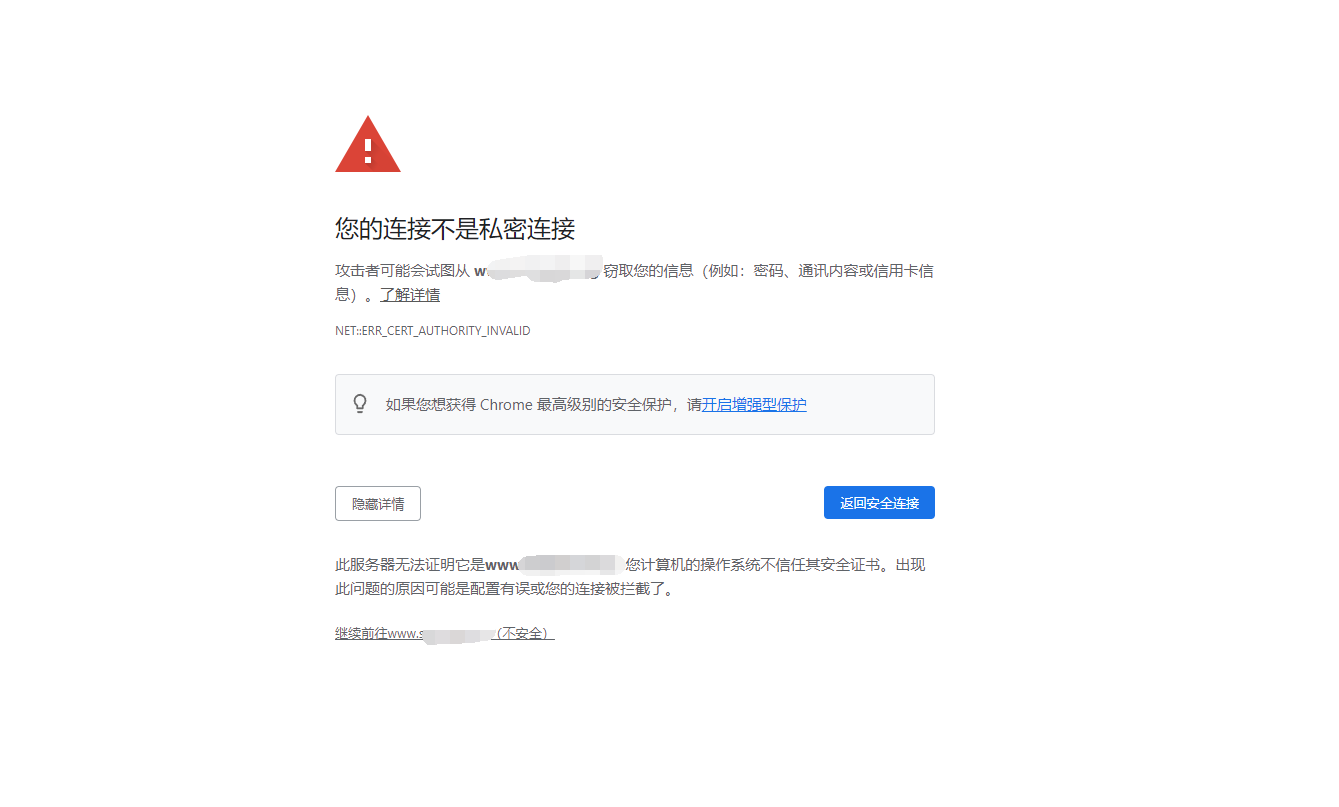 您的连接不是私密连接
攻击者可能会试图从 窃取您的信息（例如：密码、通讯内容或信用卡信
息）。了解详情
NET::ERR_CERT_AUTHORITY_INVALID
如果您想获得 Chrome 最高级别的安全保护，请开启增强型保护
隐藏详情
返回安全连接
此服务器无法证明它是www 您计算机的操作系统不信任其安全证书。出现
此问题的原因可能是配置有误或您的连接被拦截了。
继续前往www.s （不安全）